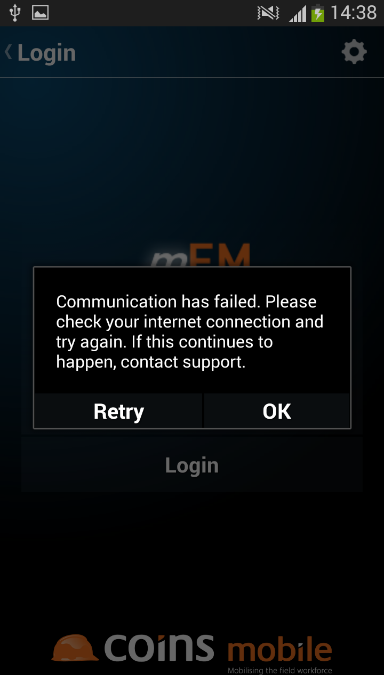 14:38
Login
mFM
Communication has failed. Please
check your internet connection and
try again. If this continues to
happen, contact support.
Retry OK
Login
coins mobile
Mobilising the field workforce